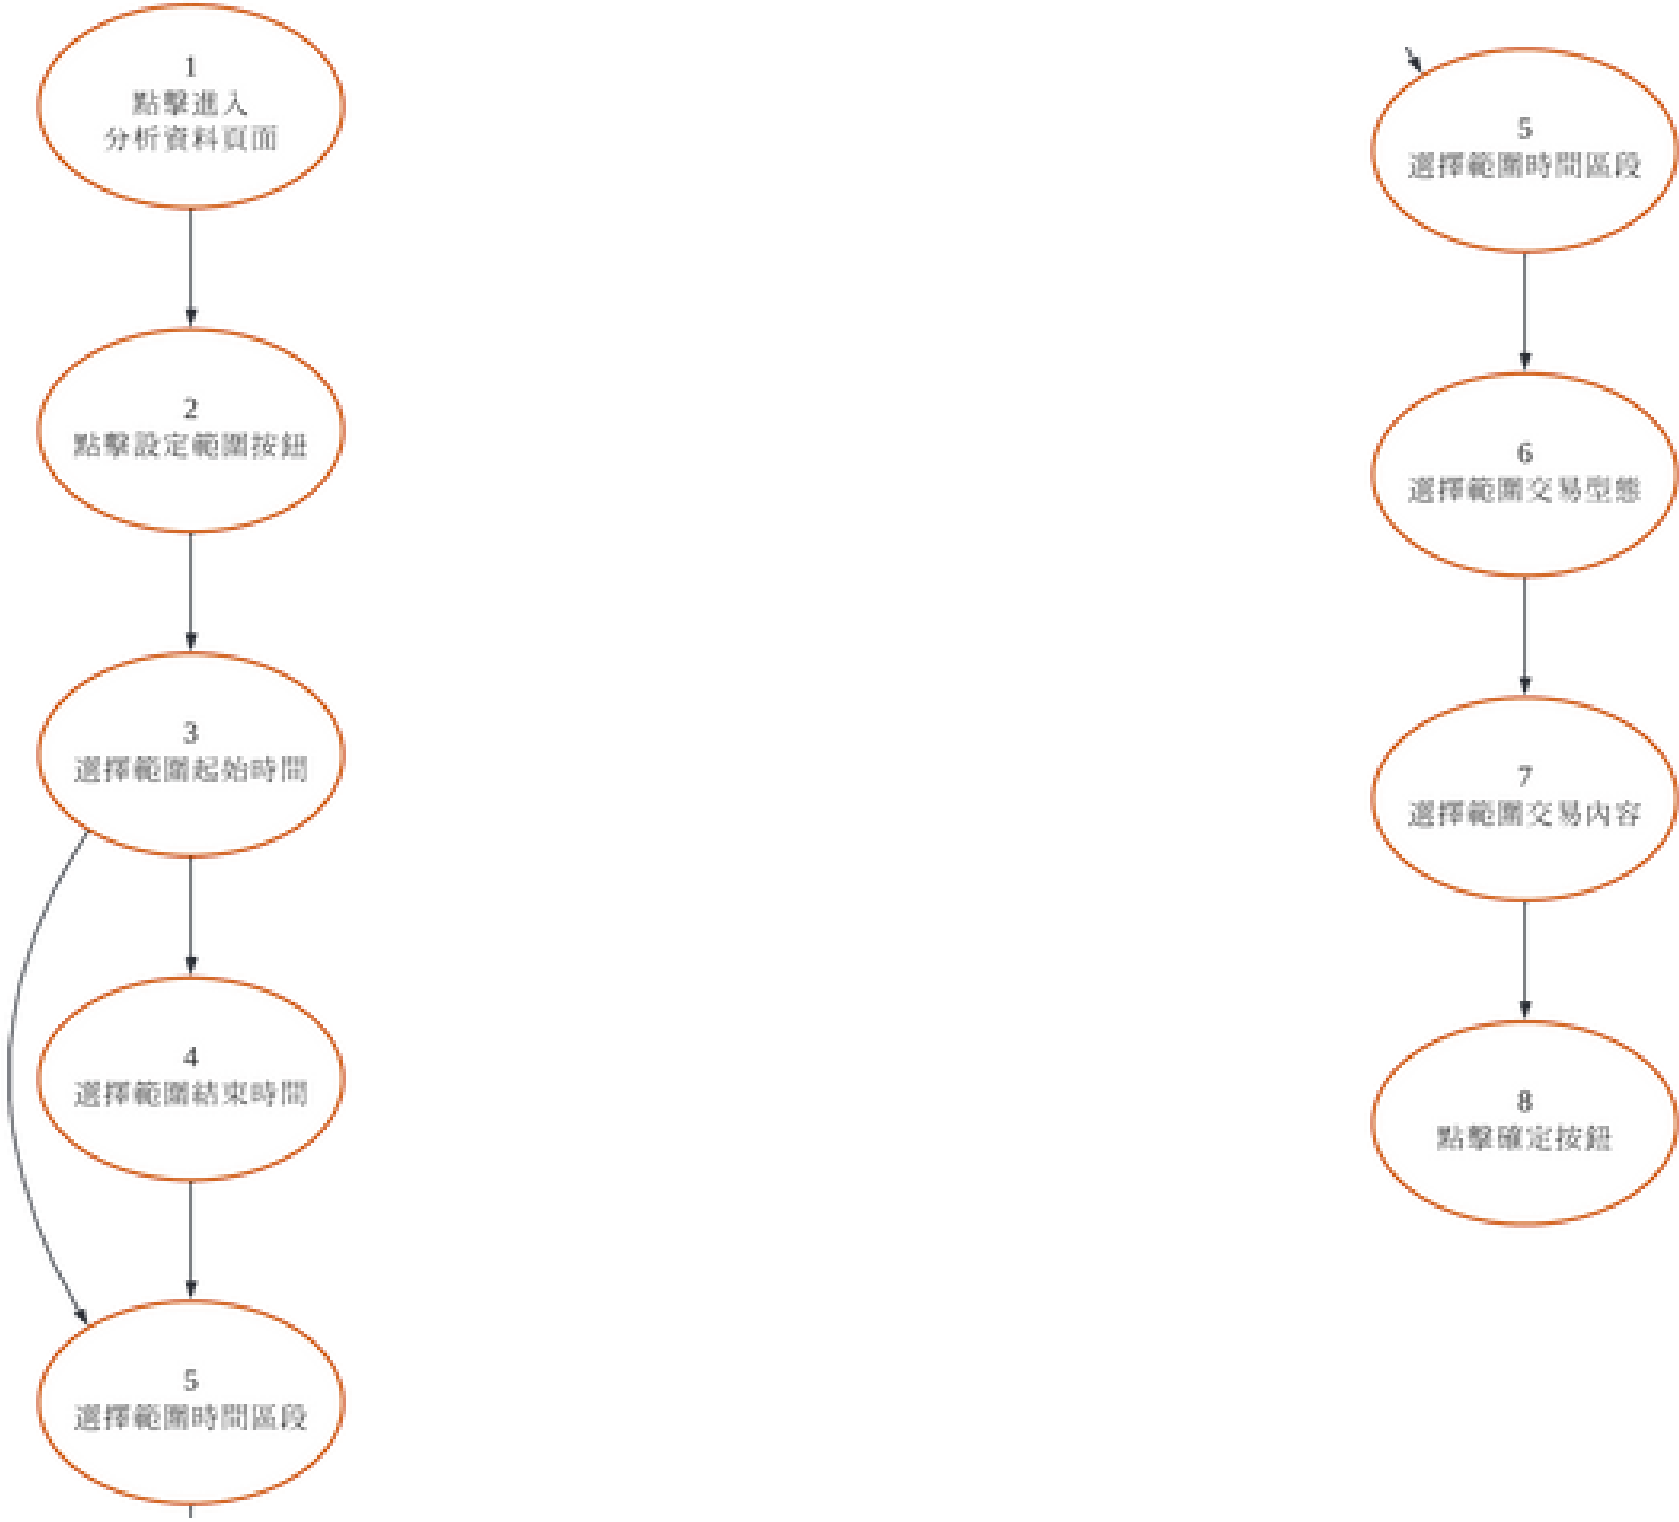 1
點擊進入
分析資料頁面
2
點擊設定範圍按鈕
3
選擇範圍起始時間
4
選擇範圍結束時間
5
選擇範圍時間區段
5
選擇範圍時間區段
6
選擇範圍交易型態
7
選擇範圍交易內容
8
點擊確定按鈕